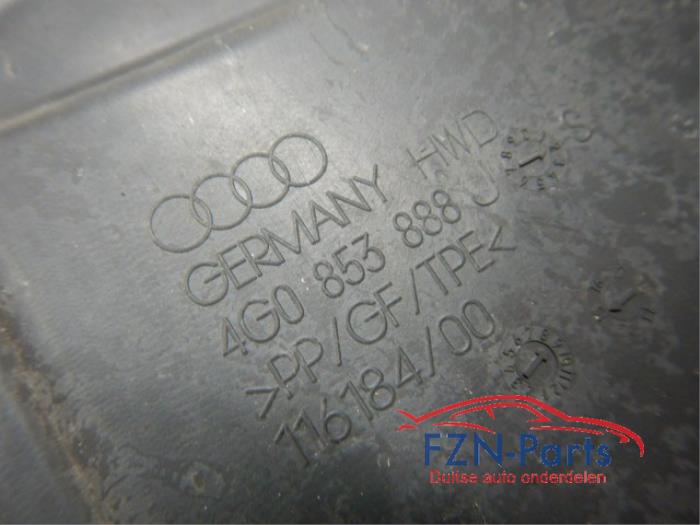 GERMANY HWD
4G0 853 888 J
>PP/GF/TPE<
116184/00
S
FZN-Parts
Duitse auto onderdelen